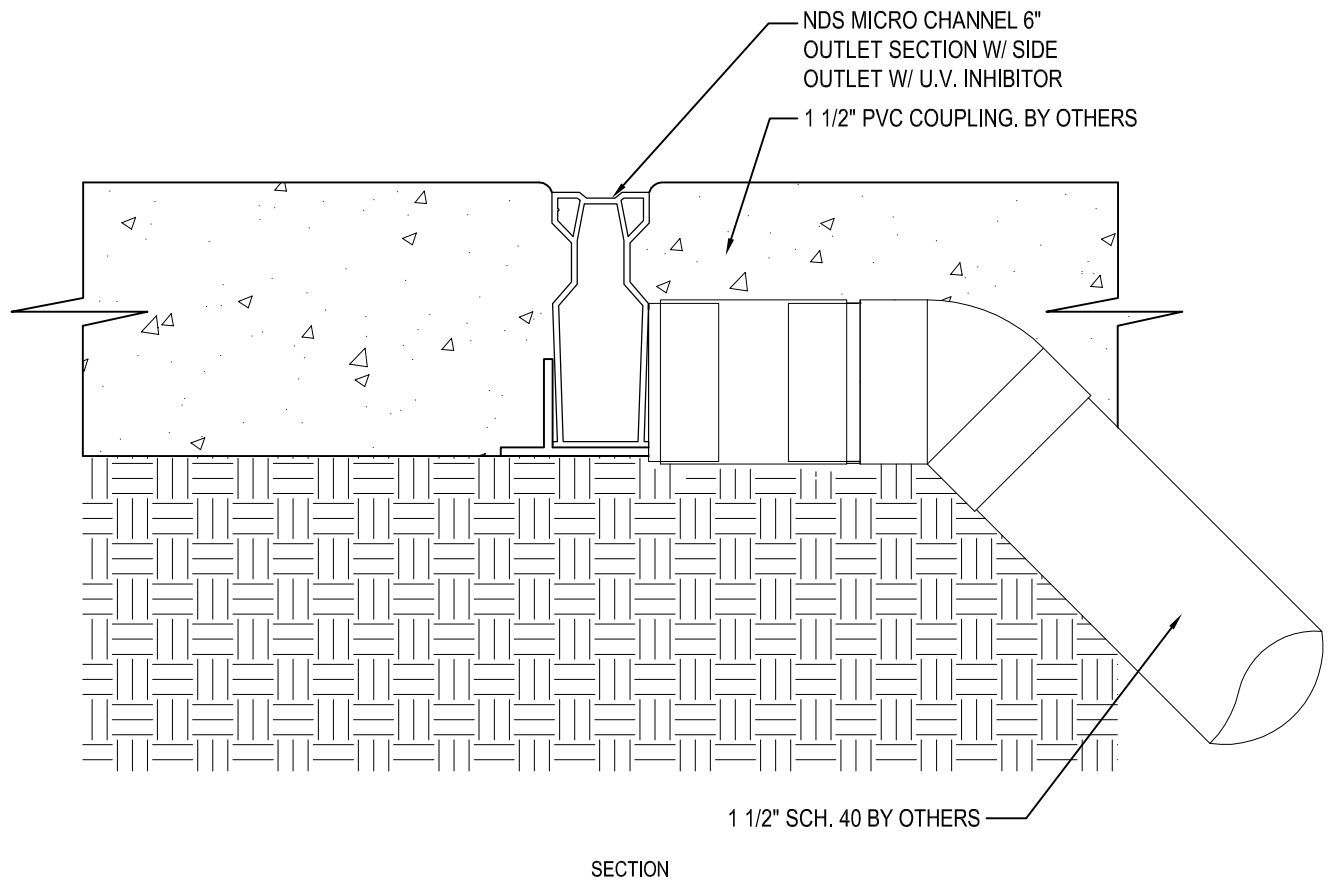 NDS MICRO CHANNEL 6"
OUTLET SECTION W/ SIDE
OUTLET W/ U.V. INHIBITOR
1 1/2" PVC COUPLING. BY OTHERS
1 1/2" SCH. 40 BY OTHERS
SECTION